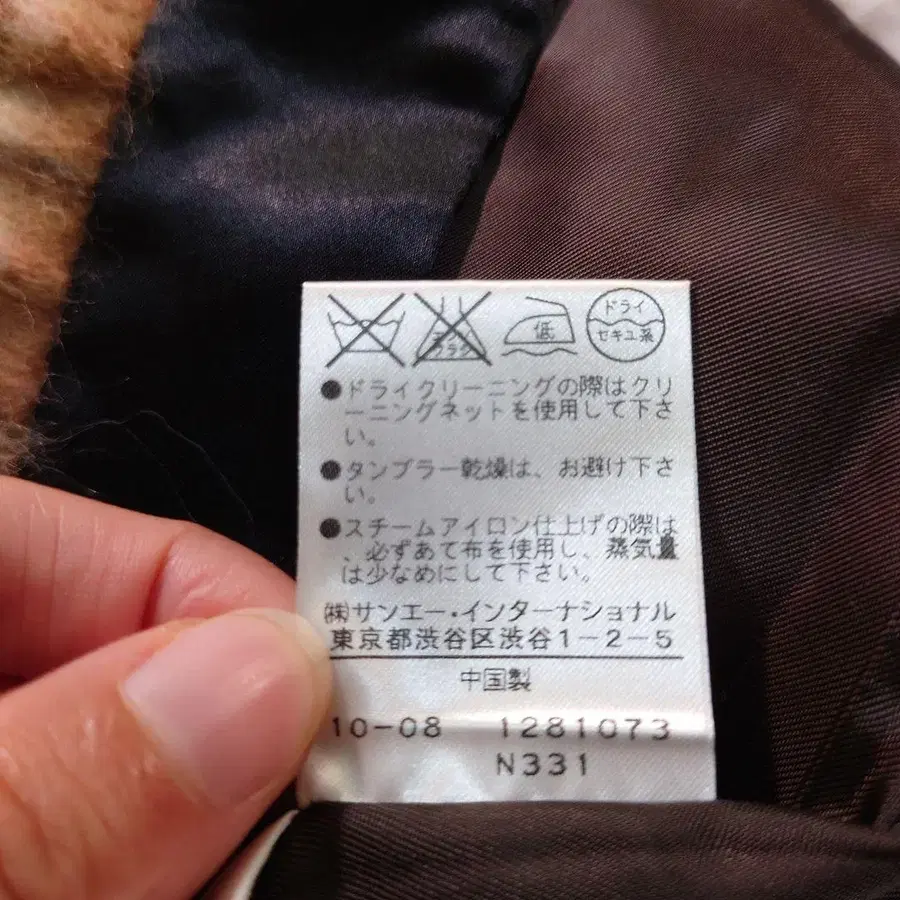 低
ドライ
セキユ系
●ドライクリーニングの際はクリ
ーニングネットを使用して下さ
い。
●タンブラー乾燥は、お避け下さ
い。
●スチームアイロン仕上げの際は
、必ずあて布を使用し、蒸気量
は少なめにして下さい。
㈱サンエー・インターナショナル
東京都渋谷区渋谷1-2-5
中国製
10-08 1281073
N331